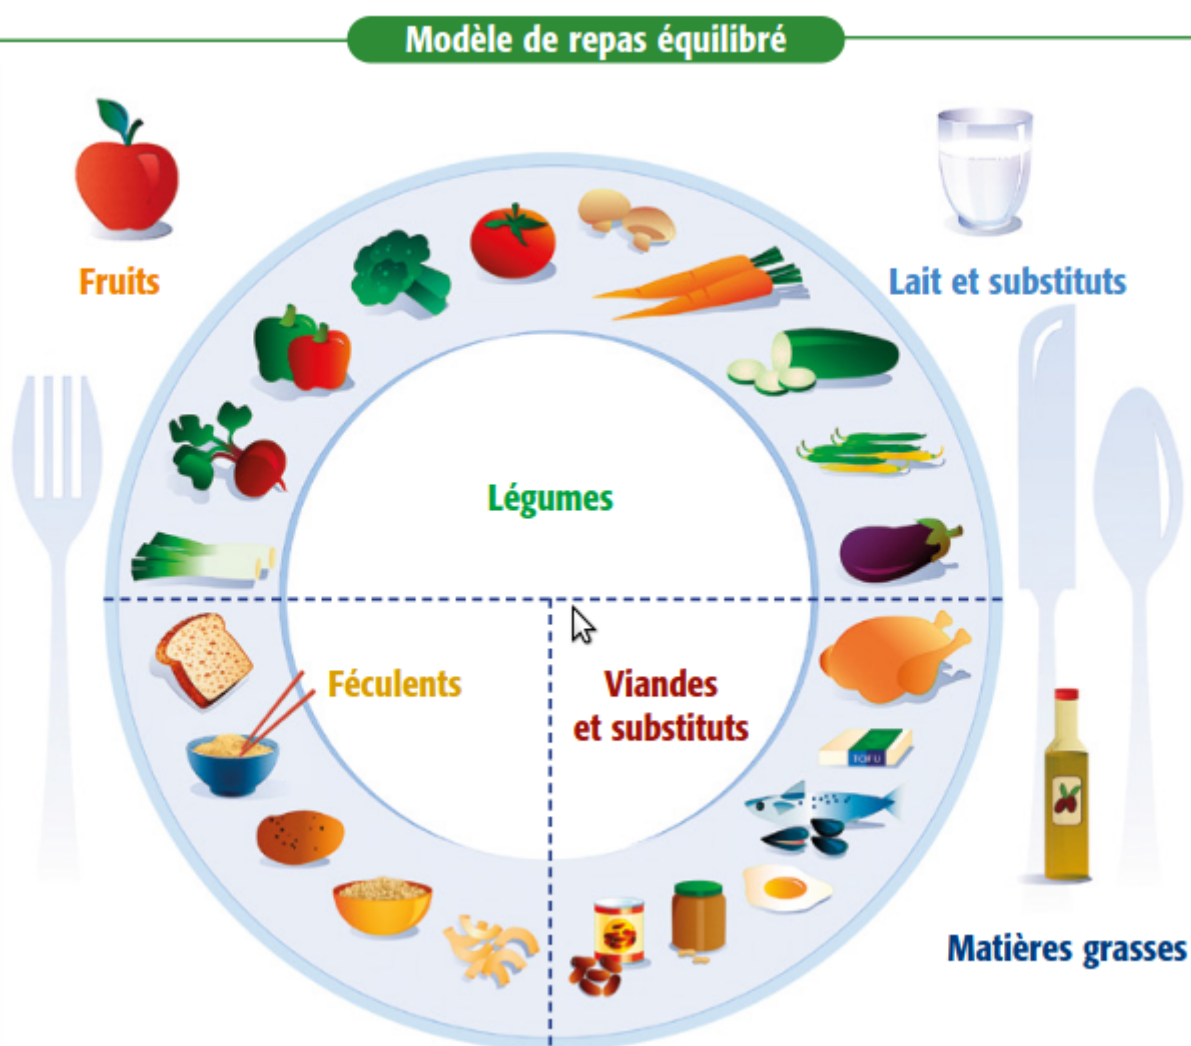 Modèle de repas équilibré
Fruits
Lait et substituts
Légumes
Féculents
Viandes
et substituts
TOFU
Matières grasses